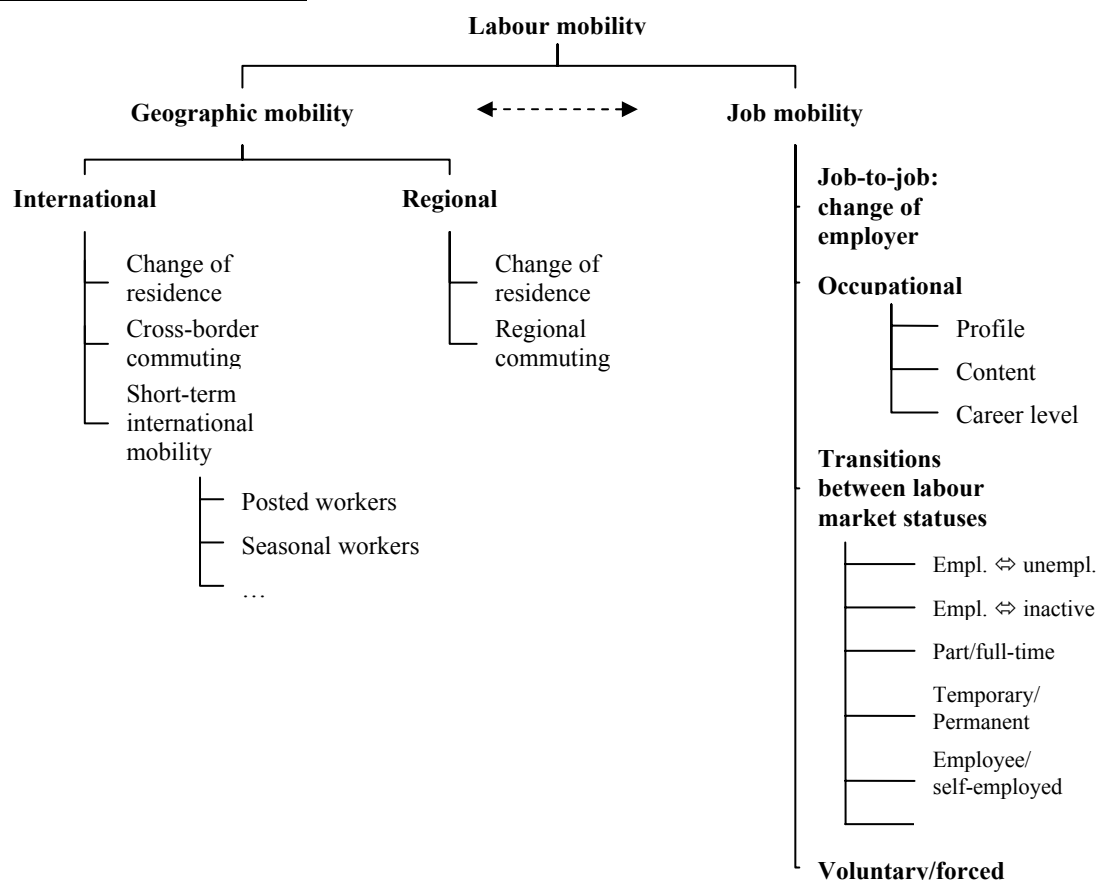 Labour mobility
Geographic mobility
Job mobility
International
Regional
Change of
residence
Cross-border
commuting
Short-term
international
mobility
Posted workers
Seasonal workers
…
Change of
residence
Regional
commuting
Job-to-job:
change of
employer
Occupational
Profile
Content
Career level
Transitions
between labour
market statuses
Empl. ⇔ unempl.
Empl. ⇔ inactive
Part/full-time
Temporary/
Permanent
Employee/
self-employed
Voluntary/forced